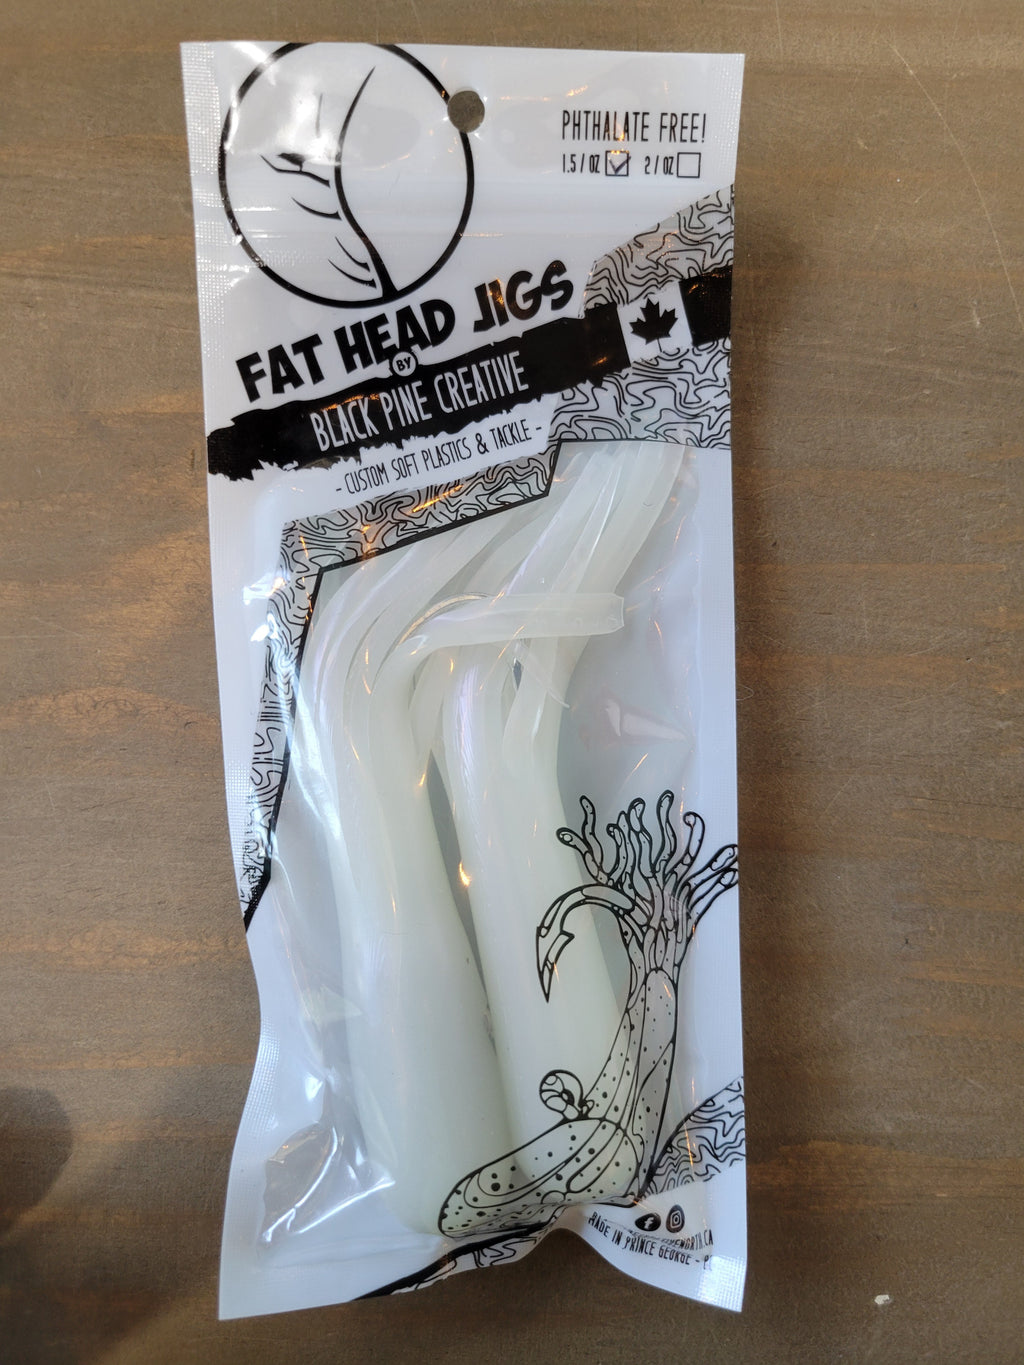 PHTHALATE FREE!
1.5 / OZ 2 / OZ
FAT HEAD JIGS
BY
BLACK PINE CREATIVE
- CUSTOM SOFT PLASTICS & TACKLE -
MADE IN PRINCE GEORGE -